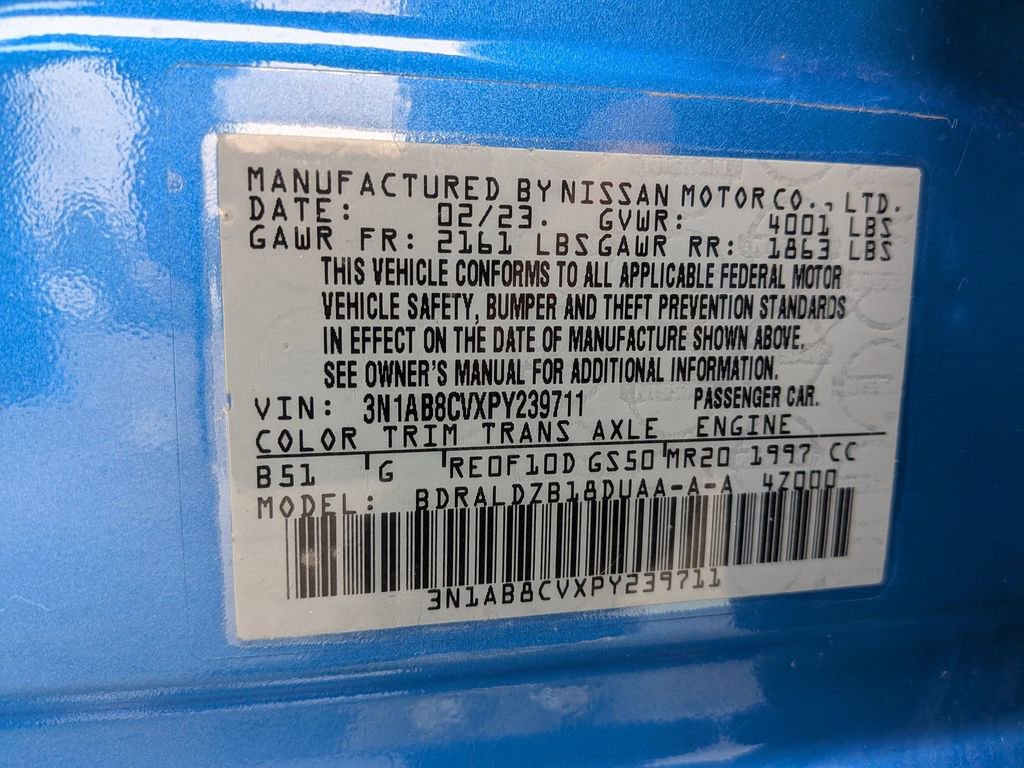 MANUFACTURED BY NISSAN MOTOR CO., LTD.
DATE: 02/23. GVWR: 4001 LBS
GAWR FR: 2161 LBS GAWR RR: 1863 LBS
THIS VEHICLE CONFORMS TO ALL APPLICABLE FEDERAL MOTOR
VEHICLE SAFETY, BUMPER AND THEFT PREVENTION STANDARDS
IN EFFECT ON THE DATE OF MANUFACTURE SHOWN ABOVE.
SEE OWNER'S MANUAL FOR ADDITIONAL INFORMATION.
VIN: 3N1AB8CVXPY239711 PASSENGER CAR.
COLOR TRIM TRANS AXLE ENGINE
B51 G RE0F10D GS50 MR20 1997 CC
MODEL: BDRALDZB18DUAA-A-A 4Z000
3N1AB8CVXPY239711